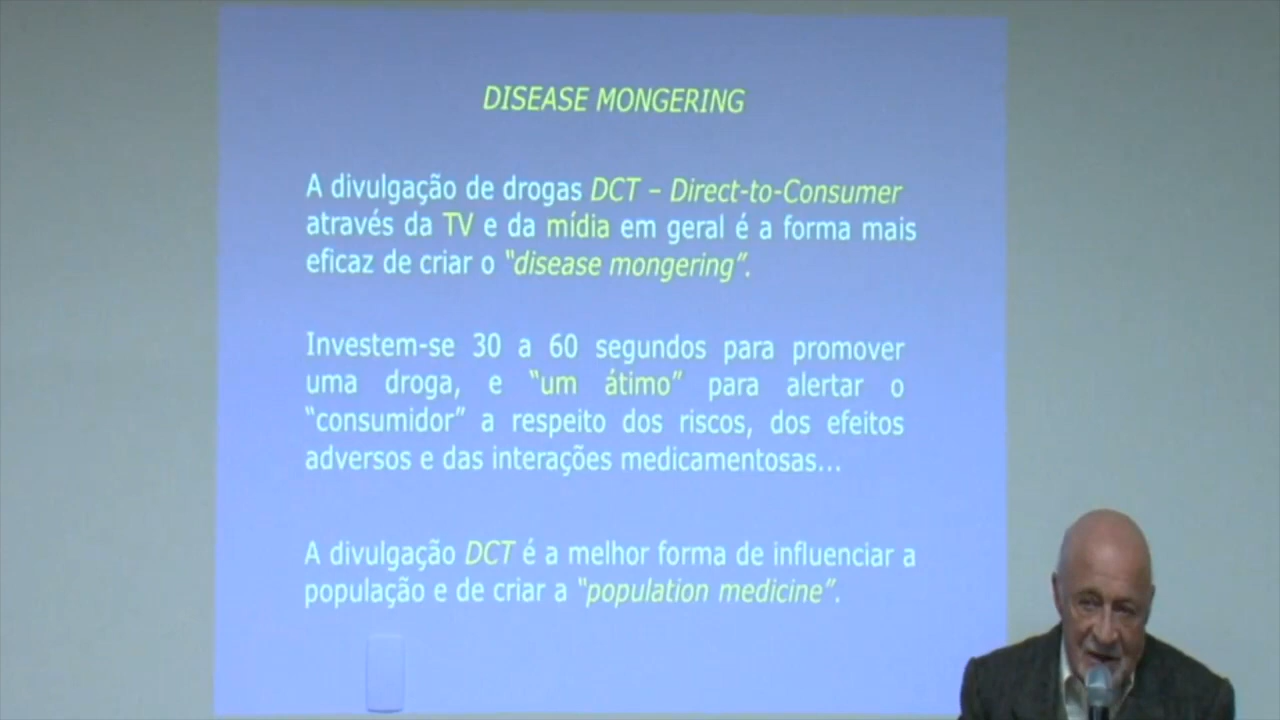 DISEASE MONGERING
A divulgação de drogas DCT – Direct-to-Consumer
através da TV e da mídia em geral é a forma mais
eficaz de criar o “disease mongering”.
Investem-se 30 a 60 segundos para promover
uma droga, e “um átimo” para alertar o
“consumidor” a respeito dos riscos, dos efeitos
adversos e das interações medicamentosas...
A divulgação DCT é a melhor forma de influenciar a
população e de criar a “population medicine”.